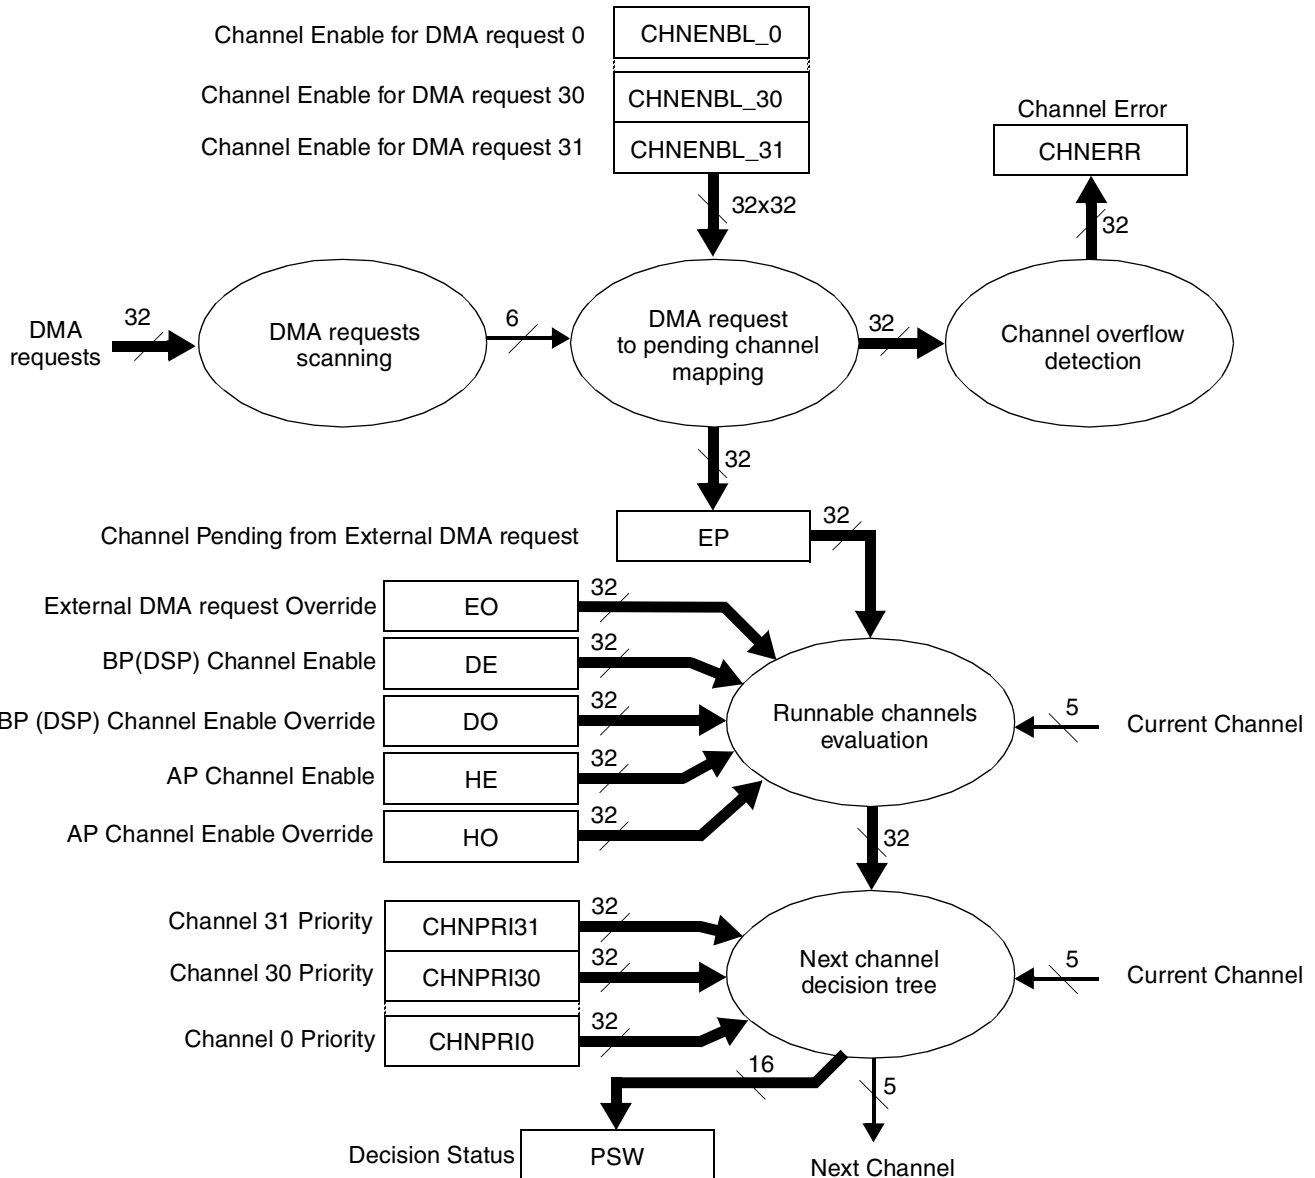 Channel Enable for DMA request 0
CHNENBL_0
Channel Enable for DMA request 30
CHNENBL_30
Channel Enable for DMA request 31
CHNENBL_31
Channel Error
CHNERR
32x32
32
DMA
requests
32
DMA requests
scanning
6
DMA request
to pending channel
mapping
32
Channel overflow
detection
32
Channel Pending from External DMA request
EP
32
External DMA request Override
EO
32
BP(DSP) Channel Enable
DE
32
BP (DSP) Channel Enable Override
DO
32
AP Channel Enable
HE
32
AP Channel Enable Override
HO
32
Runnable channels
evaluation
5
Current Channel
32
Channel 31 Priority
CHNPRI31
32
Channel 30 Priority
CHNPRI30
32
Channel 0 Priority
CHNPRI0
32
Next channel
decision tree
5
Current Channel
16
5
Decision Status
PSW
Next Channel